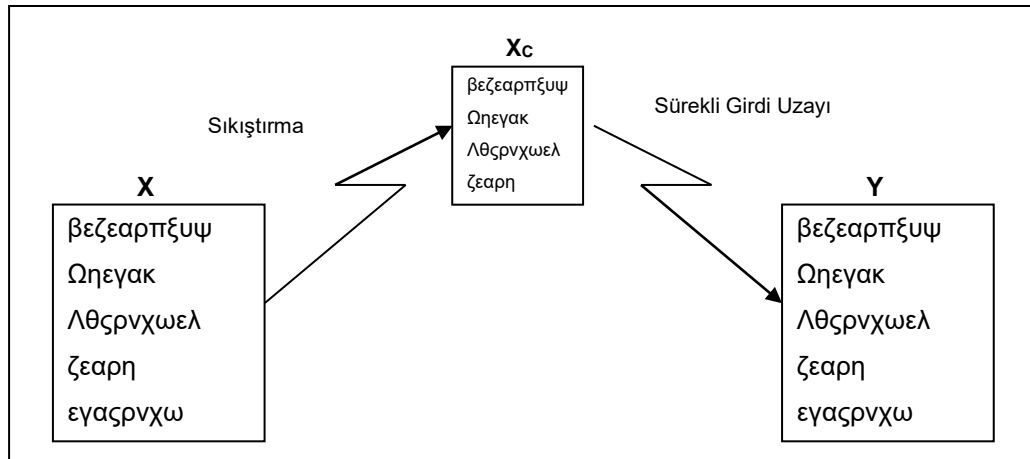 Xc
βεζεαρπξυψ
Ωηεγακ
Λθςρνχωελ
ζεαρη
Sıkıştırma
Sürekli Girdi Uzayı
X
βεζεαρπξυψ
Ωηεγακ
Λθςρνχωελ
ζεαρη
εγαςρνχω
Y
βεζεαρπξυψ
Ωηεγακ
Λθςρνχωελ
ζεαρη
εγαςρνχω